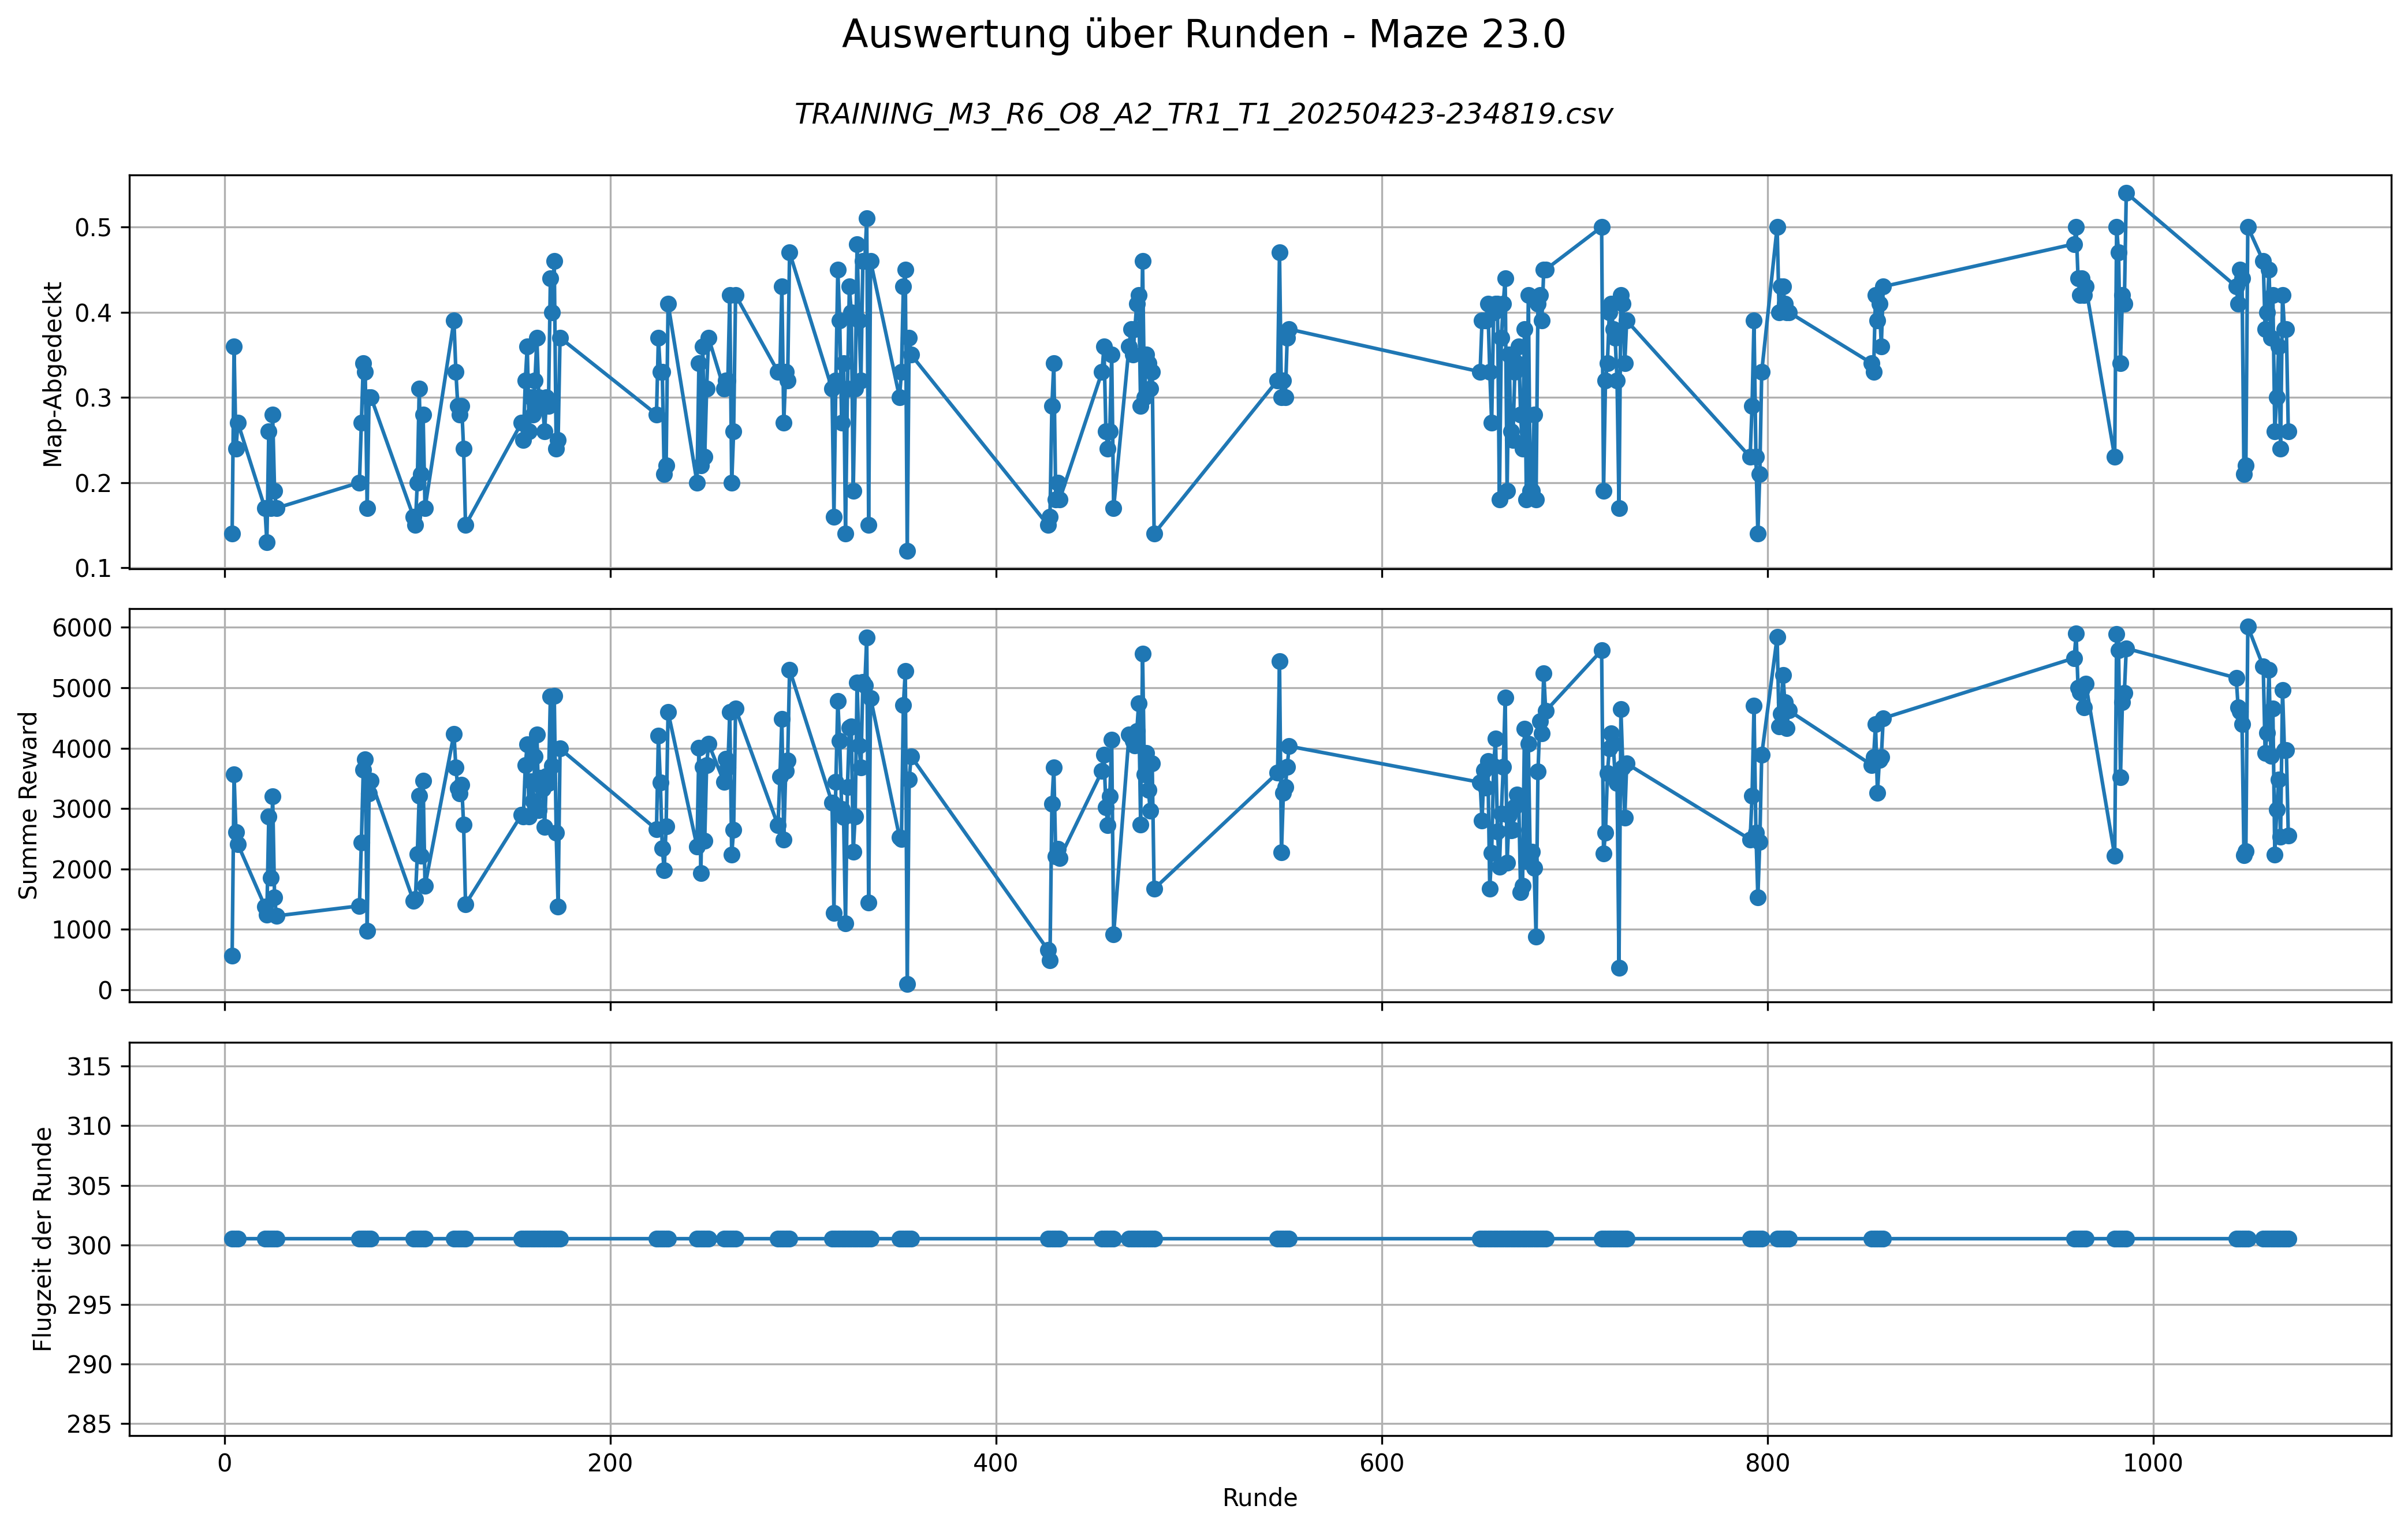 Auswertung über Runden - Maze 23.0
TRAINING_M3_R6_O8_A2_TR1_T1_20250423-234819.csv
Map-Abgedeckt
0.5
0.4
0.3
0.2
0.1
Summe Reward
6000
5000
4000
3000
2000
1000
0
Flugzeit der Runde
315
310
305
300
295
290
285
0 200 400 600 800 1000
Runde